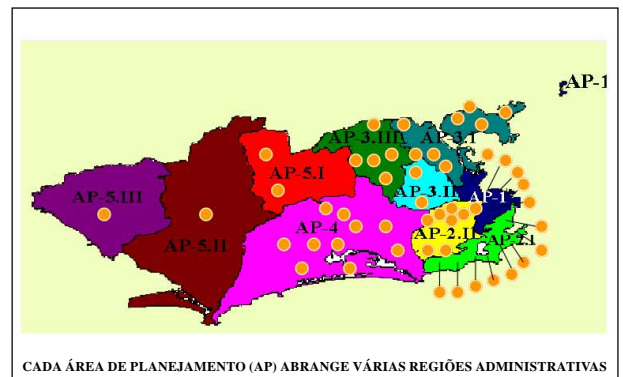 AP-1
AP-3.III
AP-3.I
AP-5.I
AP-3.II
AP-5.III
AP-1
AP-4
AP-2.II
AP-2.I
AP-5.II
CADA ÁREA DE PLANEJAMENTO (AP) ABRANGE VÁRIAS REGIÕES ADMINISTRATIVAS